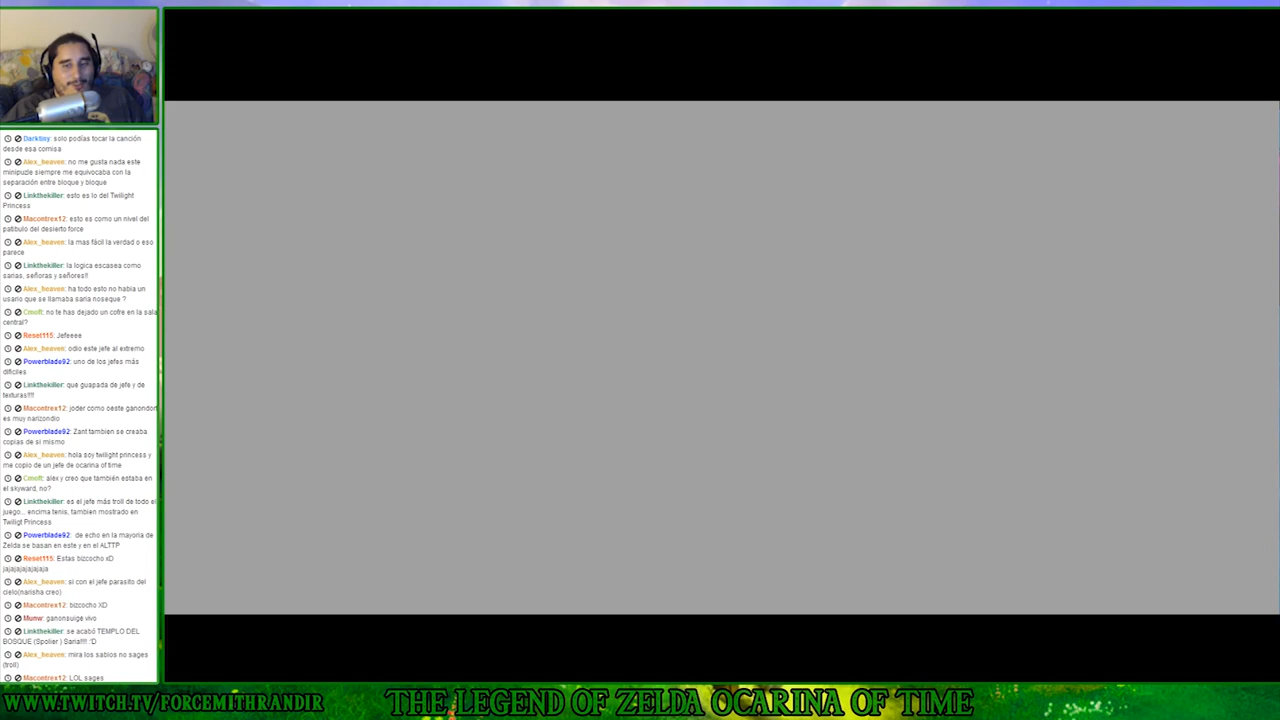 Darktiny: solo podías tocar la canción
desde esa cornisa
Alex_heaven: no me gusta nada este
minipuzle siempre me equivocaba con la
separación entre bloque y bloque
Linkthekiller: esto es lo del Twilight
Princess
Macontrex12: esto es como un nivel del
patibulo del desierto force
Alex_heaven: la mas fácil la verdad o eso
parece
Linkthekiller: la logica escasea como
sarias, señoras y señores!!
Alex_heaven: ha todo esto no habia un
usario que se llamaba saria noseque ?
Cmoft: no te has dejado un cofre en la sala
central?
Reset115: Jefeeee
Alex_heaven: odio este jefe al extremo
Powerblade92: uno de los jefes más
dificiles
Linkthekiller: qué guapada de jefe y de
texturas!!!!
Macontrex12: joder como oeste ganondorf
es muy narizondio
Powerblade92: Zant tambien se creaba
copias de si mismo
Alex_heaven: hola soy twilight princess y
me copio de un jefe de ocarina of time
Cmoft: alex y creo que también estaba en
el skyward, no?
Linkthekiller: es el jefe más troll de todo el
juego... encima tenis, tambien mostrado en
Twiligt Princess
Powerblade92: de echo en la mayoria de
Zelda se basan en este y en el ALTTP
Reset115: Estas bizcocho xD
jajajajajajajaja
Alex_heaven: si con el jefe parasito del
cielo(narisha creo)
Macontrex12: bizcocho XD
Munw: ganonsuige vivo
Linkthekiller: se acabó TEMPLO DEL
BOSQUE (Spolier ) Saria!!!! :'D
Alex_heaven: mira los sabios no sages
(troll)
Macontrex12: LOL sages
WWW.TWITCH.TV/FORCEMITHRANDIR
THE LEGEND OF ZELDA OCARINA OF TIME